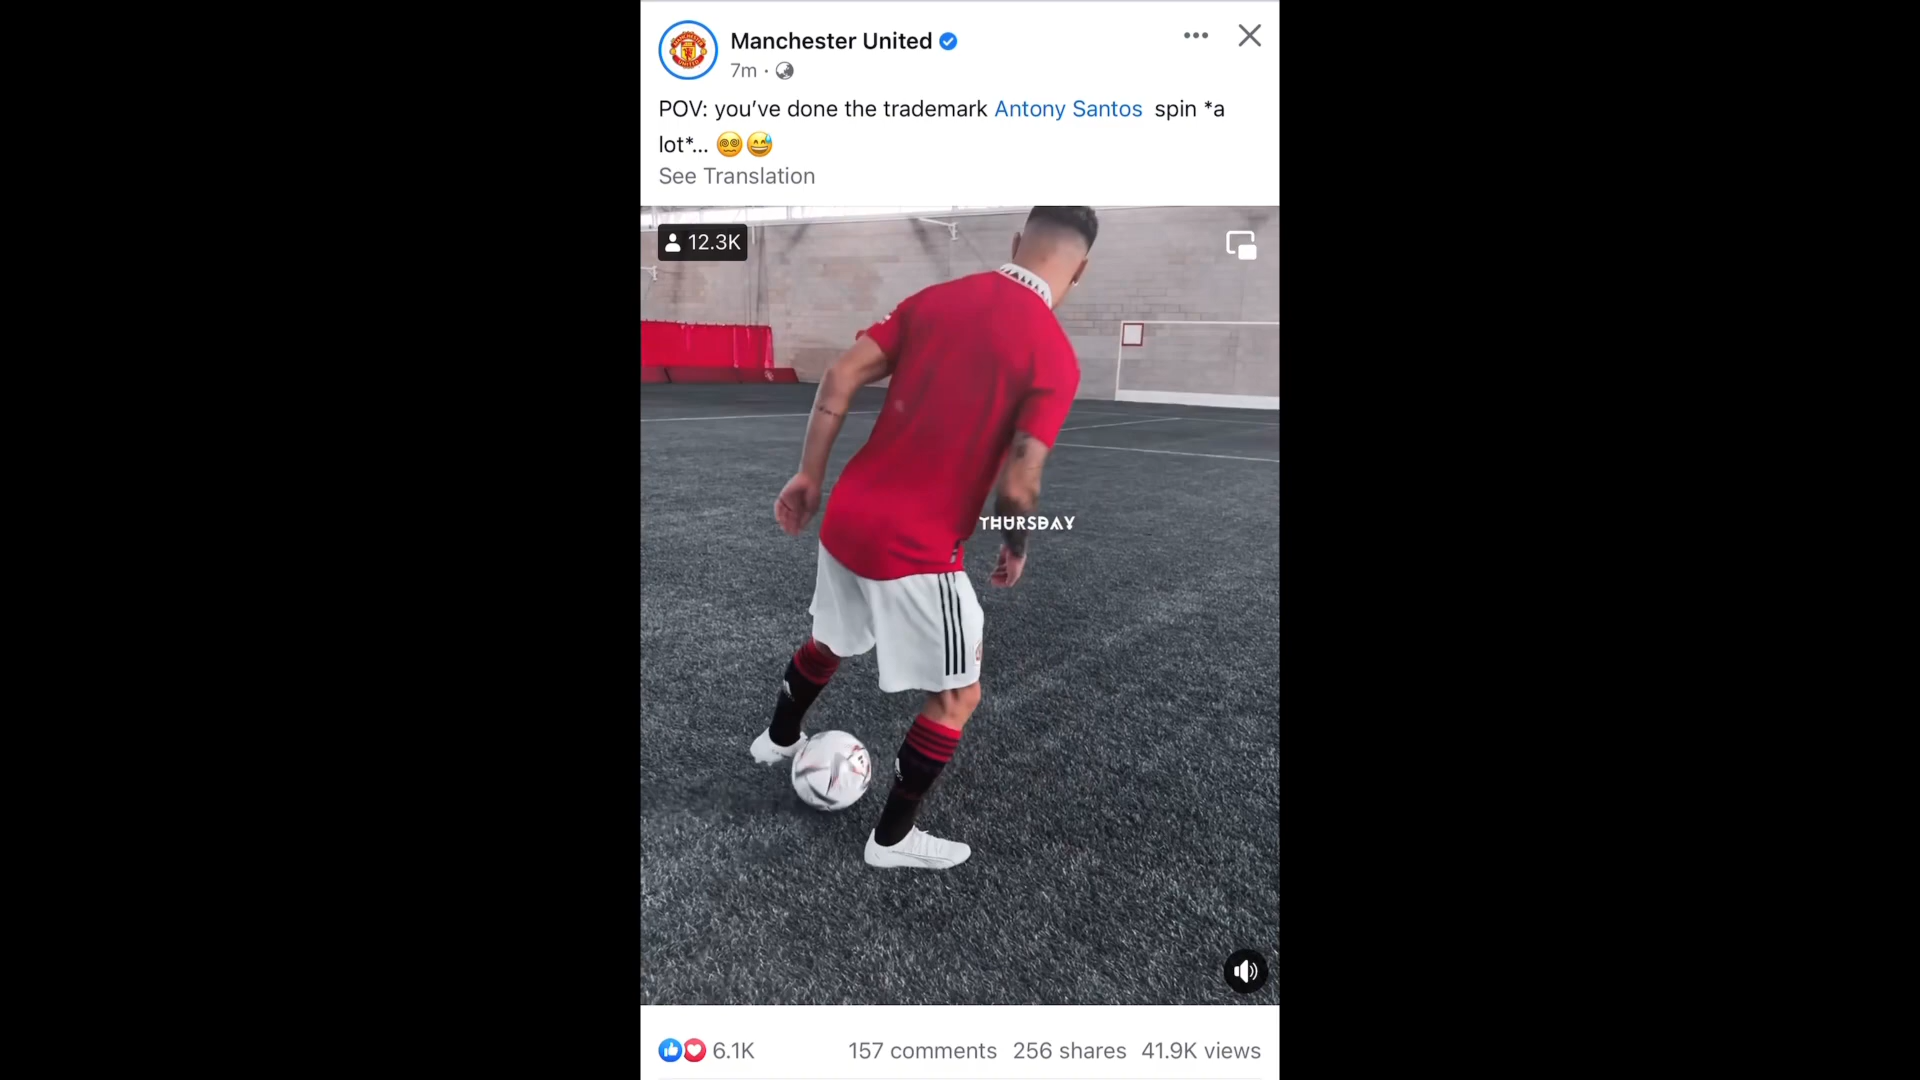 Manchester United
7m ·
POV: you've done the trademark Antony Santos spin *a
lot*... 😵‍💫😅
See Translation
12.3K
THURSDAY
6.1K 157 comments 256 shares 41.9K views